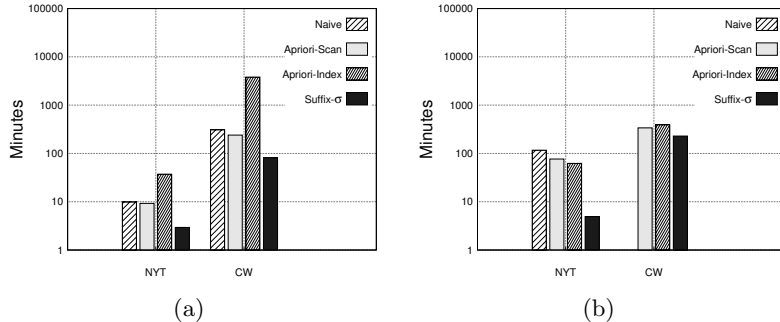 Minutes
100000
10000
1000
100
10
1
Naive
Apriori-Scan
Apriori-Index
Suffix-σ
NYT CW
(a)
Minutes
100000
10000
1000
100
10
1
Naive
Apriori-Scan
Apriori-Index
Suffix-σ
NYT CW
(b)